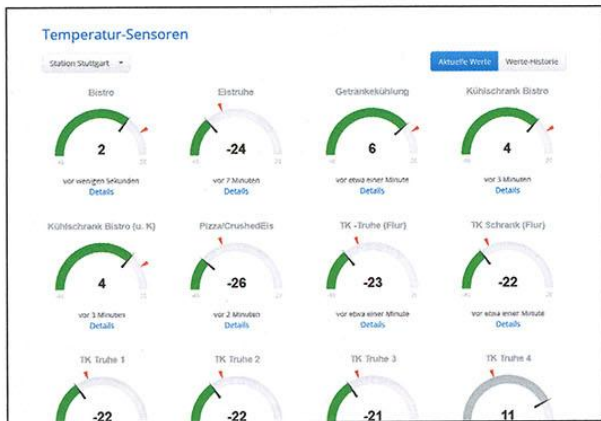 Temperatur-Sensoren
Station Stuttgart
Aktuelle Werte Werte-Historie
Bistro Eistruhe Getränkekühlung Kühlschrank Bistro
2 -24 6 4
vor wenigen Sekunden vor 7 Minuten vor etwa einer Minute vor 3 Minuten
Details Details Details Details
Kühlschrank Bistro (u. K) Pizza/CrushedEis TK -Truhe (Flur) TK Schrank (Flur)
4 -26 -23 -22
vor 3 Minuten vor 2 Minuten vor etwa einer Minute vor etwa einer Minute
Details Details Details Details
TK Truhe 1 TK Truhe 2 TK Truhe 3 TK Truhe 4
-22 -22 -21 11